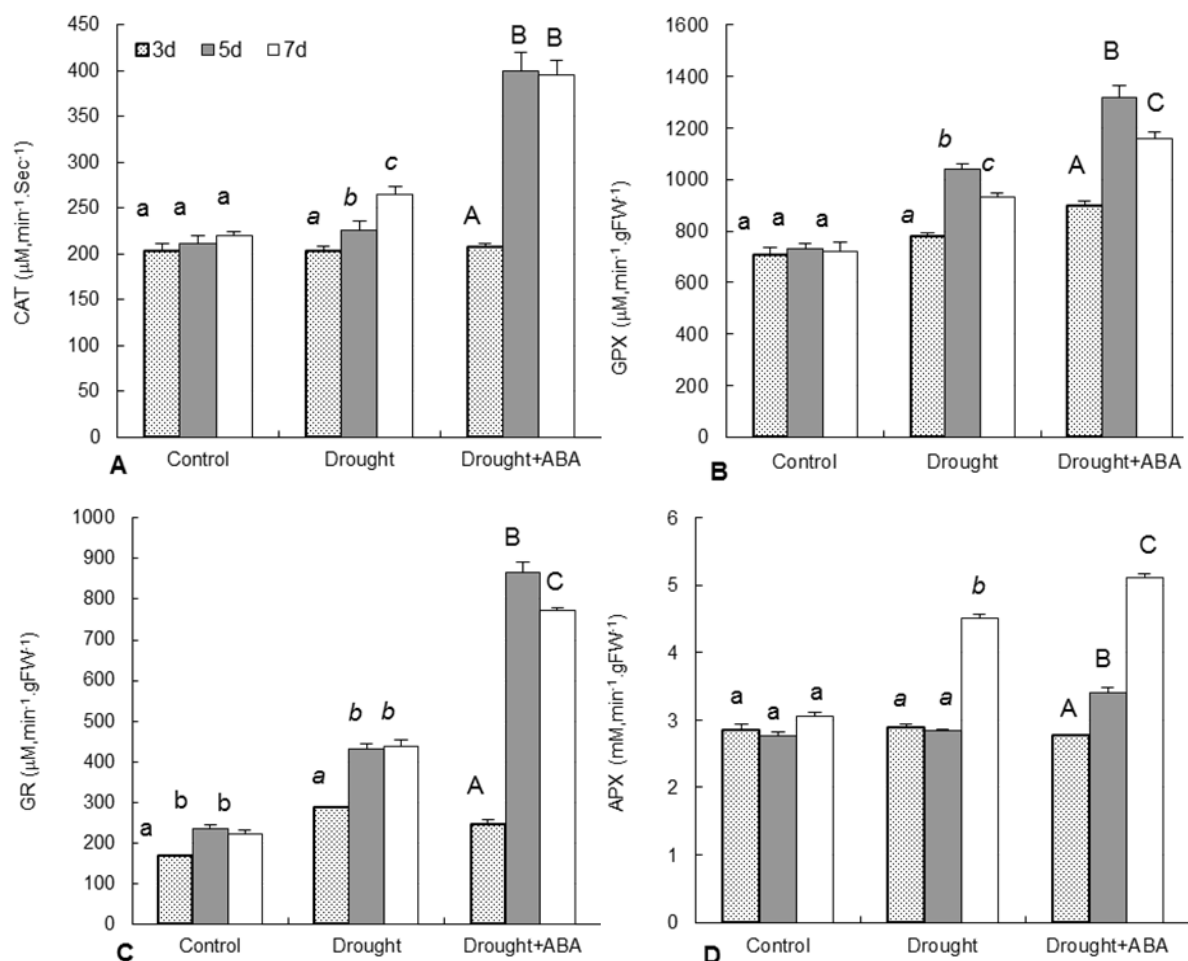 3d 5d 7d
CAT (µM,min⁻¹.Sec⁻¹)
450
400
350
300
250
200
150
100
50
0
a a a
a b c
A B B
Control Drought Drought+ABA
A
GPX (µM,min⁻¹.gFW⁻¹)
1600
1400
1200
1000
800
600
400
200
0
a a a
a b c
A B C
Control Drought Drought+ABA
B
GR (µM,min⁻¹.gFW⁻¹)
1000
900
800
700
600
500
400
300
200
100
0
a b b
a b b
A B C
Control Drought Drought+ABA
C
APX (mM,min⁻¹.gFW⁻¹)
6
5
4
3
2
1
0
a a a
a a b
A B C
Control Drought Drought+ABA
D